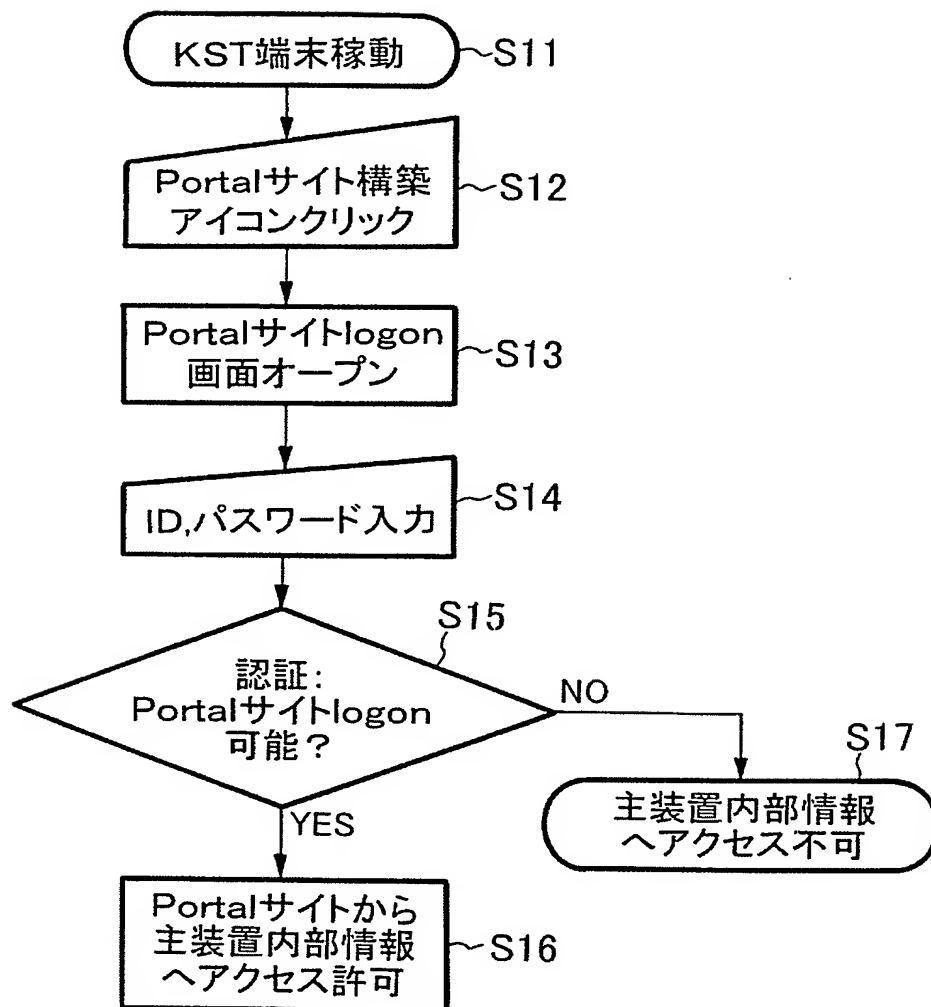 KST端末稼動
S11
Portalサイト構築
アイコンクリック
S12
Portalサイトlogon
画面オープン
S13
ID,パスワード入力
S14
S15
認証:
Portalサイトlogon
可能?
NO
YES
S17
主装置内部情報
へアクセス不可
Portalサイトから
主装置内部情報
へアクセス許可
S16